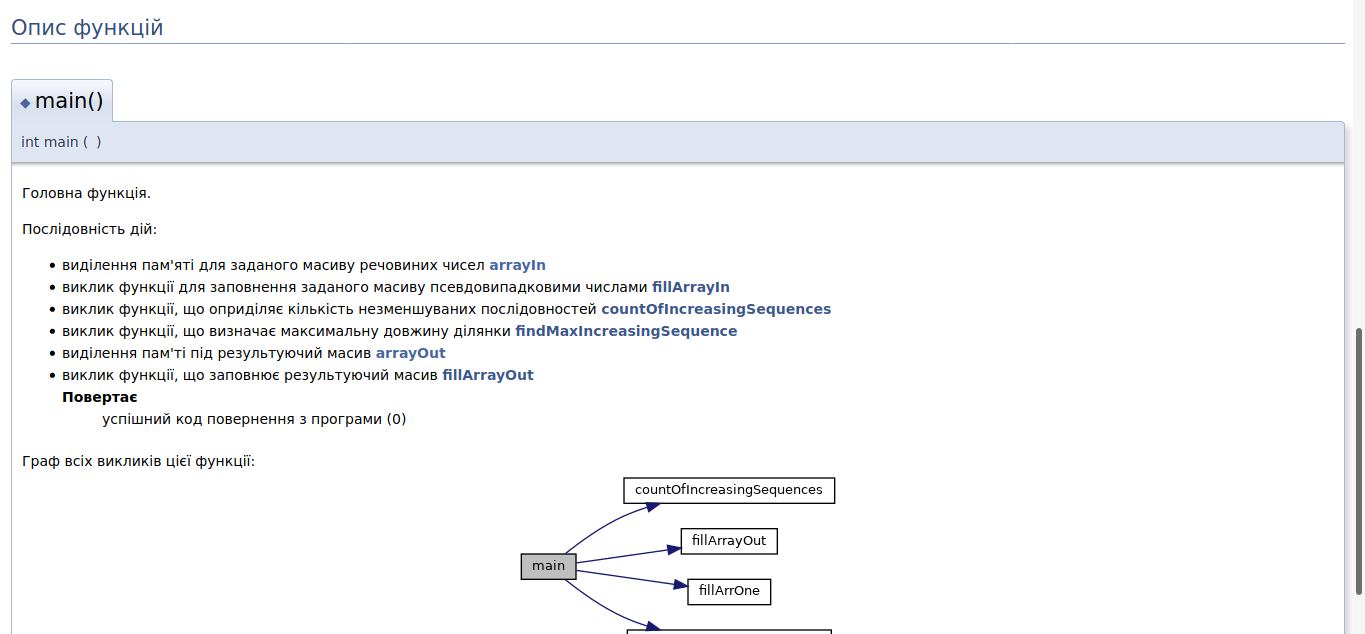 Опис функцій
◆ main()
int main ( )
Головна функція.
Послідовність дій:
• виділення пам'яті для заданого масиву речовиних чисел arrayIn
• виклик функції для заповнення заданого масиву псевдовипадковими числами fillArrayIn
• виклик функції, що оприділяє кількість незменшуваних послідовностей countOfIncreasingSequences
• виклик функції, що визначає максимальну довжину ділянки findMaxIncreasingSequence
• виділення пам'ті під результуючий масив arrayOut
• виклик функції, що заповнює результуючий масив fillArrayOut
Повертає
успішний код повернення з програми (0)
Граф всіх викликів цієї функції:
countOfIncreasingSequences
fillArrayOut
main
fillArrOne